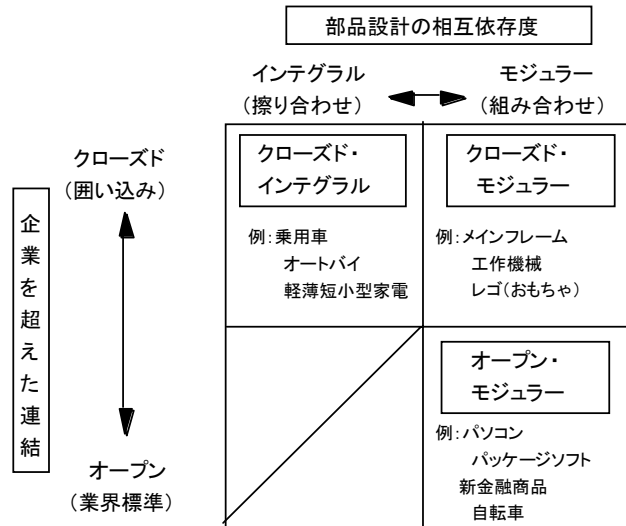 部品設計の相互依存度
インテグラル
(擦り合わせ)
モジュラー
(組み合わせ)
クローズド
(囲い込み)
企業を超えた連結
オープン
(業界標準)
クローズド・
インテグラル
例:乗用車
オートバイ
軽薄短小型家電
クローズド・
モジュラー
例:メインフレーム
工作機械
レゴ(おもちゃ)
オープン・
モジュラー
例:パソコン
パッケージソフト
新金融商品
自転車